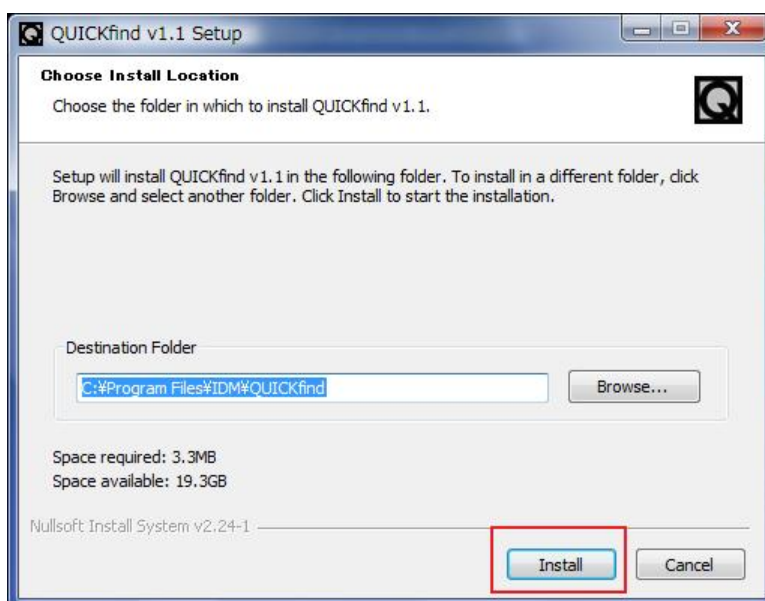 QUICKfind v1.1 Setup
Choose Install Location
Choose the folder in which to install QUICKfind v1.1.
Setup will install QUICKfind v1.1 in the following folder. To install in a different folder, click
Browse and select another folder. Click Install to start the installation.
Destination Folder
C:¥Program Files¥IDM¥QUICKfind
Browse...
Space required: 3.3MB
Space available: 19.3GB
Nullsoft Install System v2.24-1
Install
Cancel